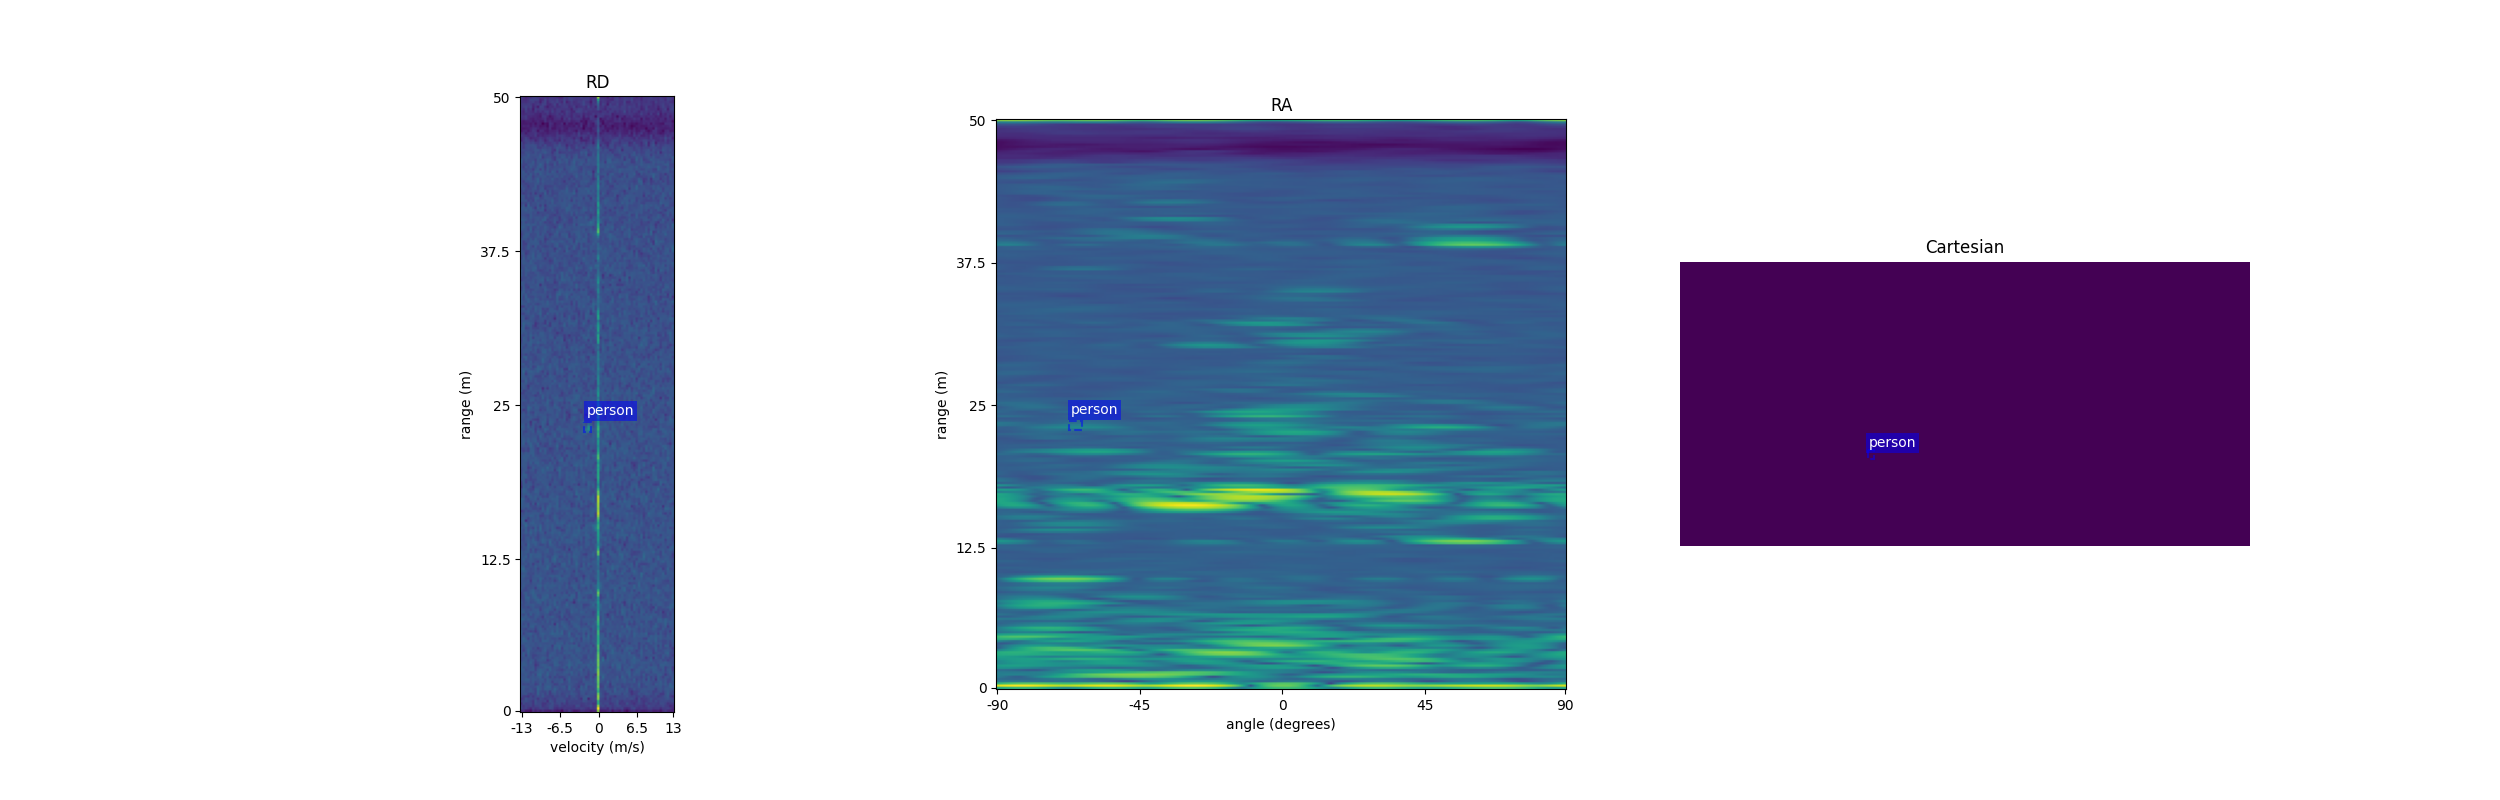 RD
50
37.5
25
12.5
0
range (m)
person
-13 -6.5 0 6.5 13
velocity (m/s)
RA
50
37.5
25
12.5
0
range (m)
person
-90 -45 0 45 90
angle (degrees)
Cartesian
person